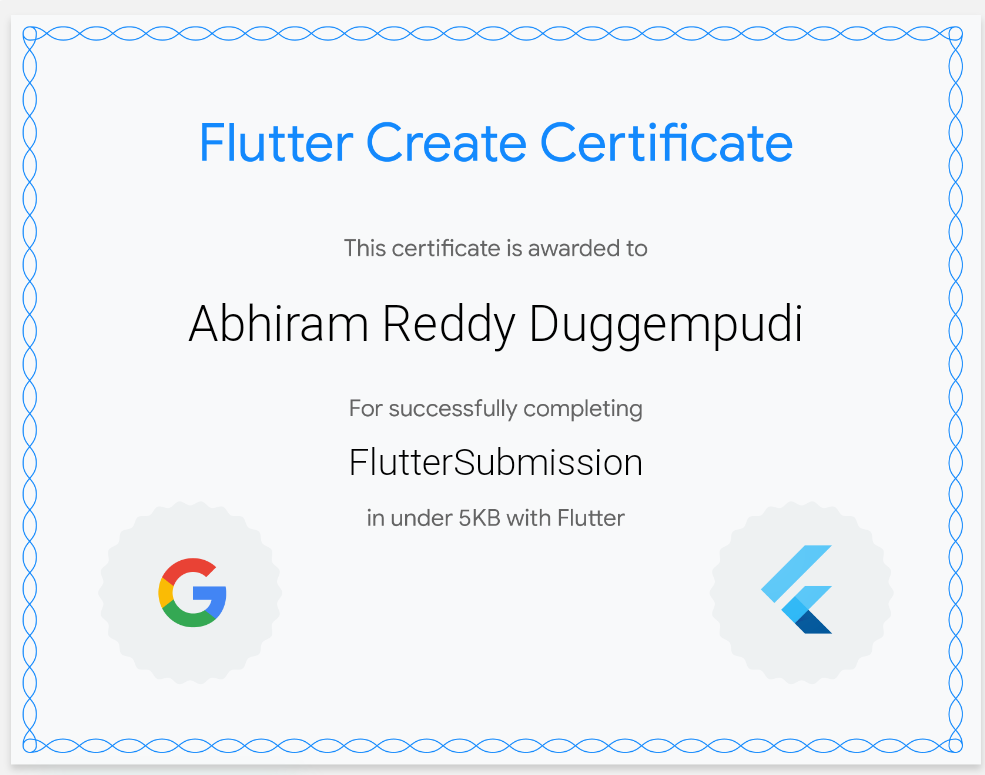 Flutter Create Certificate
This certificate is awarded to
Abhiram Reddy Duggempudi
For successfully completing
FlutterSubmission
in under 5KB with Flutter